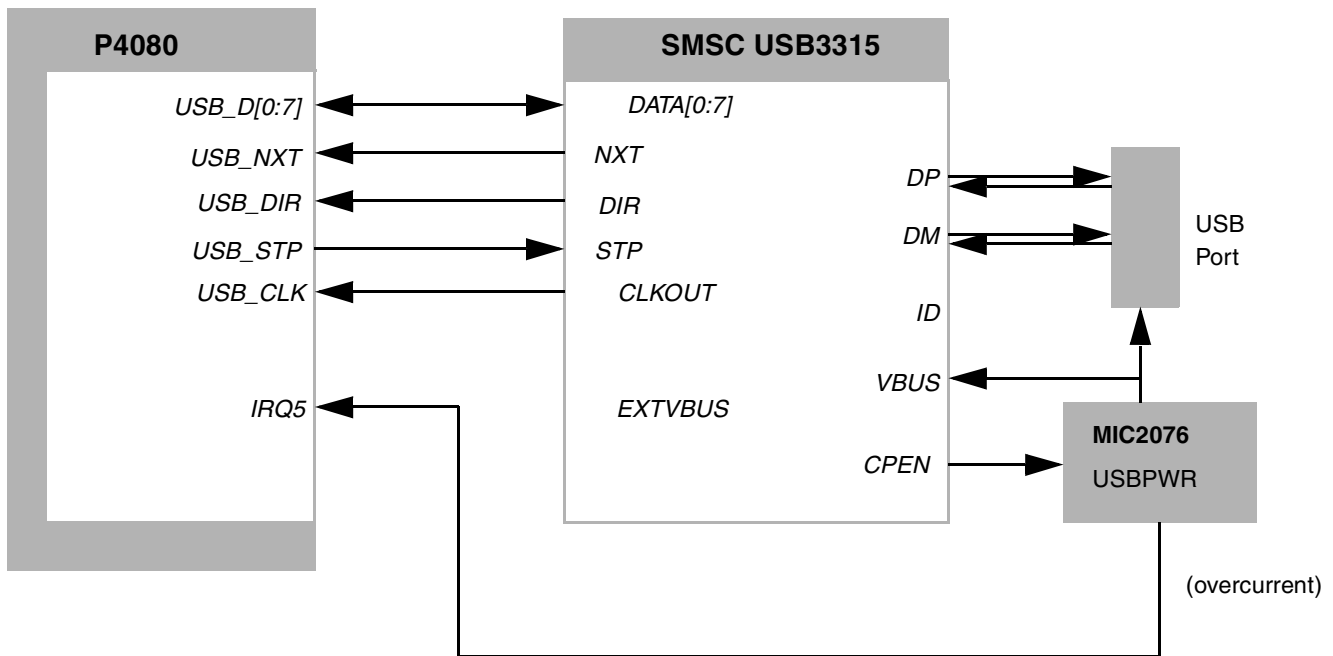 P4080
USB_D[0:7]
USB_NXT
USB_DIR
USB_STP
USB_CLK
IRQ5
SMSC USB3315
DATA[0:7]
NXT
DIR
STP
CLKOUT
EXTVBUS
DP
DM
ID
VBUS
CPEN
USB
Port
MIC2076
USBPWR
(overcurrent)